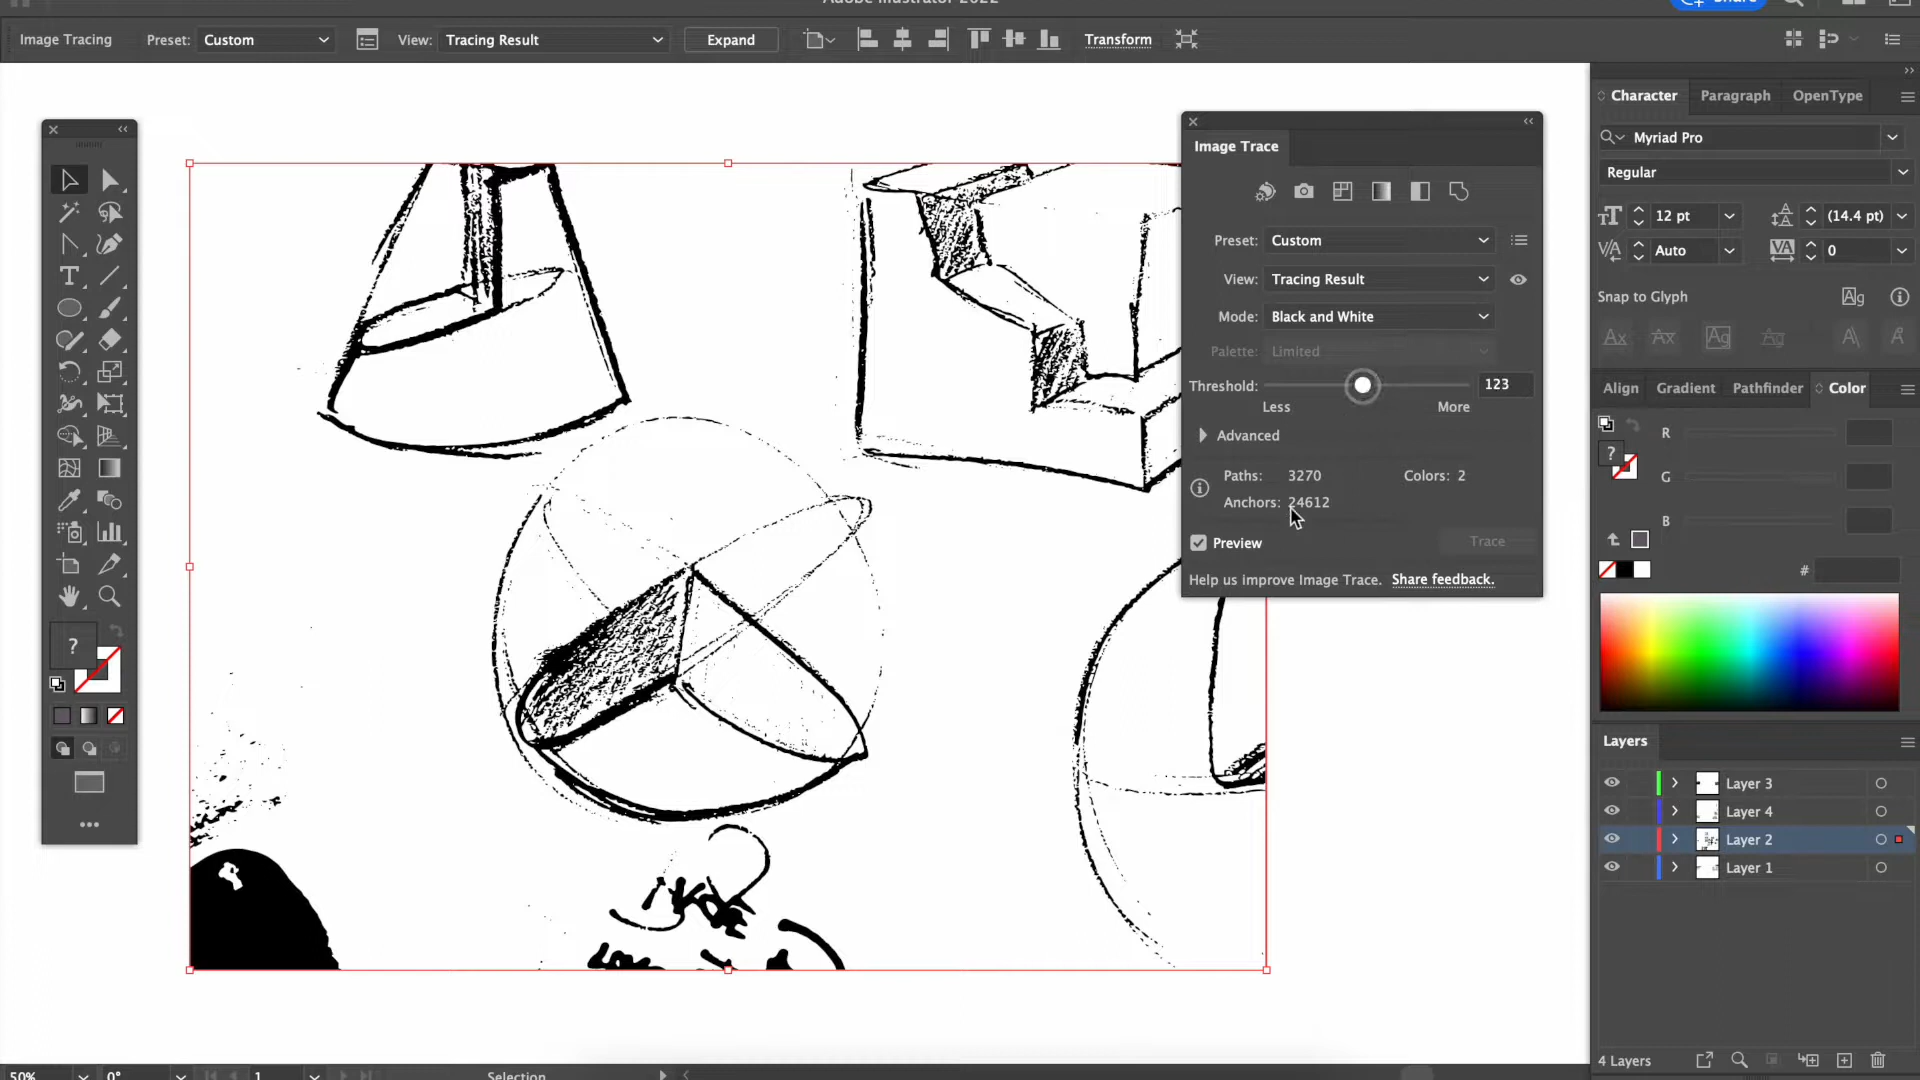 Adobe Illustrator 2022
Share
Image Tracing
Preset: Custom
View: Tracing Result
Expand
Transform
Image Trace
Preset: Custom
View: Tracing Result
Mode: Black and White
Palette: Limited
Threshold: 123
Less More
Advanced
Paths: 3270 Colors: 2
Anchors: 24612
Preview Trace
Help us improve Image Trace. Share feedback.
Character Paragraph OpenType
Myriad Pro
Regular
12 pt (14.4 pt)
Auto 0
Snap to Glyph
Align Gradient Pathfinder Color
R
G
B
#
Layers
Layer 3
Layer 4
Layer 2
Layer 1
4 Layers
50% 0° 1 Selection